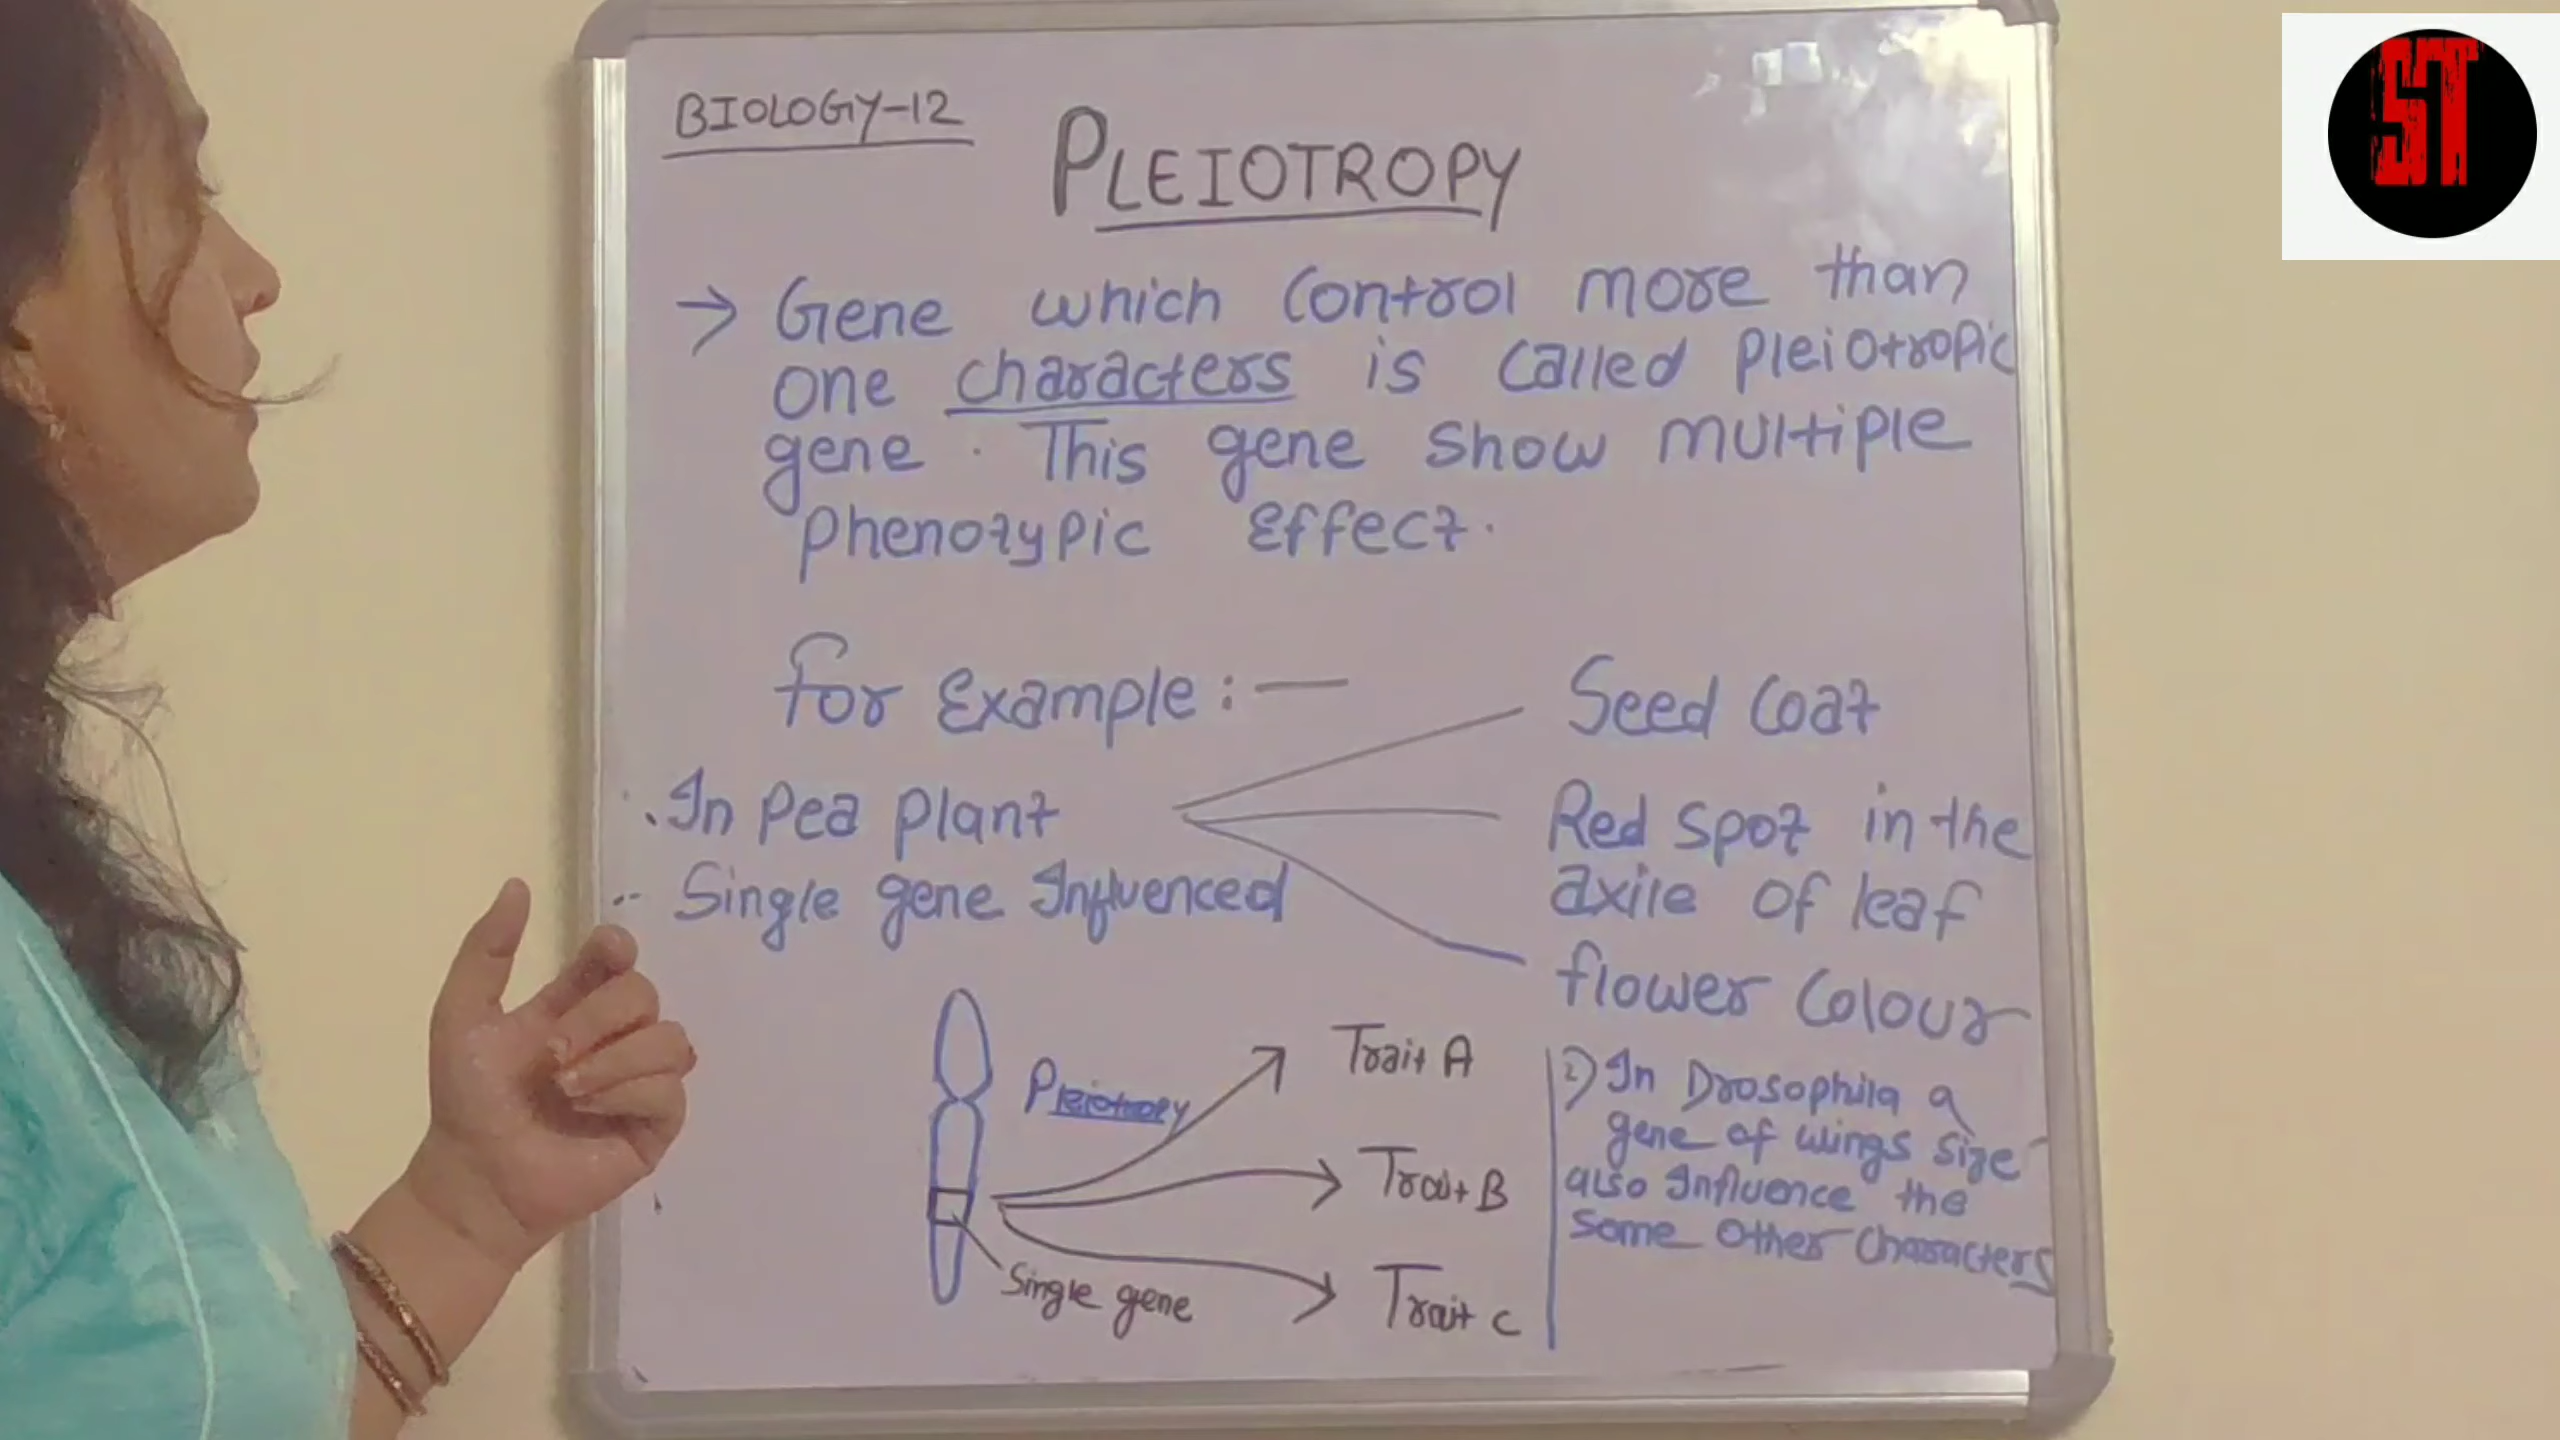 BIOLOGY-12
PLEIOTROPY
→ Gene which control more than
one characters is called Pleiotropic
gene. This gene show multiple
Phenotypic Effect.
for Example:—
In Pea Plant
Single gene Influenced
Seed Coat
Red Spot in the
axile of leaf
flower Colour
Pleiotropy
Trait A
Trait B
Trait C
Single gene
2) In Drosophila a
gene of wings size
also Influence the
Some Other Characters
ST